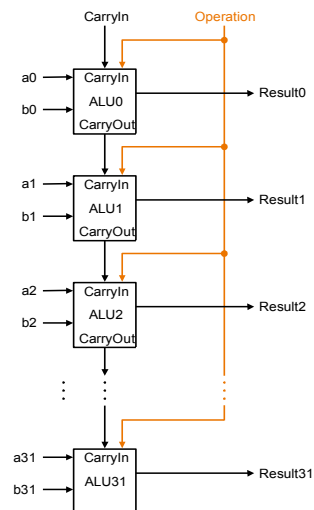 CarryIn
Operation
a0
CarryIn
Result0
b0
ALU0
CarryOut
a1
CarryIn
Result1
b1
ALU1
CarryOut
a2
CarryIn
Result2
b2
ALU2
CarryOut
a31
CarryIn
Result31
b31
ALU31